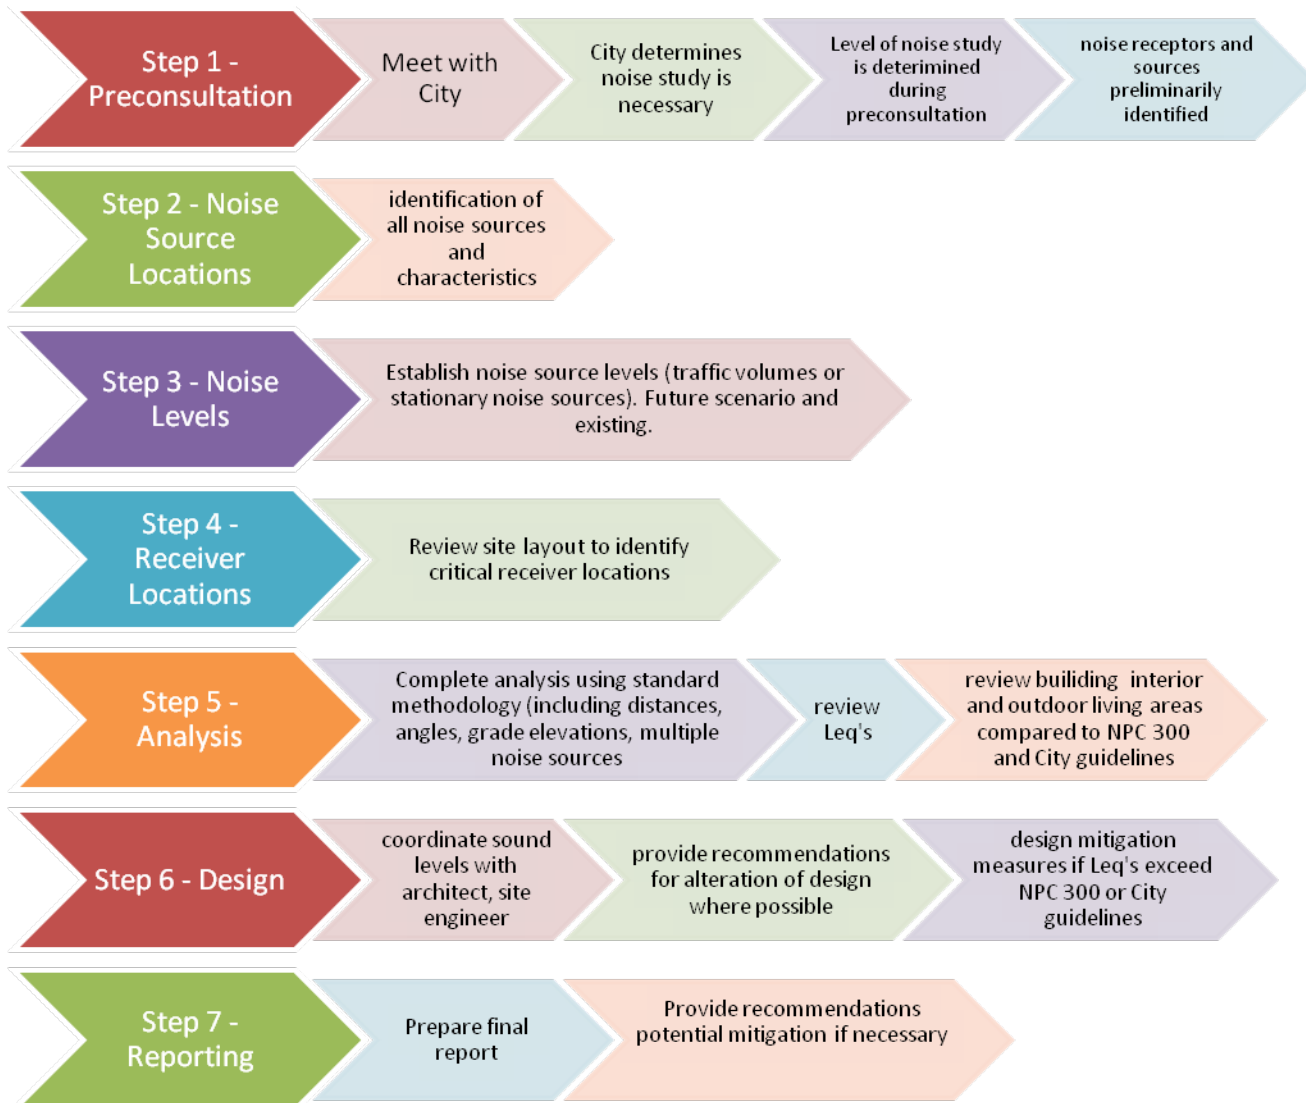 Step 1 -
Preconsultation
Meet with
City
City determines
noise study is
necessary
Level of noise study
is deterimined
during
preconsultation
noise receptors and
sources
preliminarily
identified
Step 2 - Noise
Source
Locations
identification of
all noise sources
and
characteristics
Step 3 - Noise
Levels
Establish noise source levels (traffic volumes or
stationary noise sources). Future scenario and
existing.
Step 4 -
Receiver
Locations
Review site layout to identify
critical receiver locations
Step 5 -
Analysis
Complete analysis using standard
methodology (including distances,
angles, grade elevations, multiple
noise sources
review
Leq's
review builiding interior
and outdoor living areas
compared to NPC 300
and City guidelines
Step 6 - Design
coordinate sound
levels with
architect, site
engineer
provide recommendations
for alteration of design
where possible
design mitigation
measures if Leq's exceed
NPC 300 or City
guidelines
Step 7 -
Reporting
Prepare final
report
Provide recommendations
potential mitigation if necessary